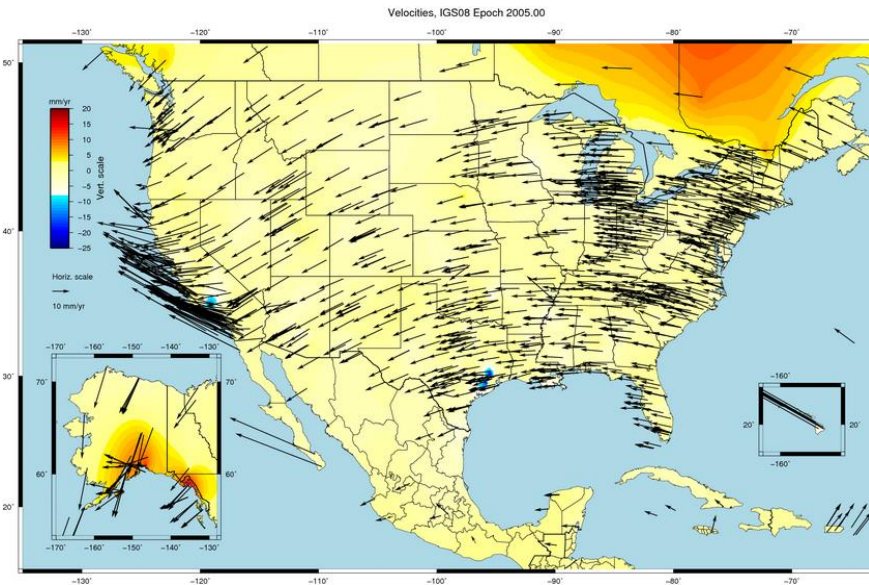 Velocities, IGS08 Epoch 2005.00
−130˚ −120˚ −110˚ −100˚ −90˚ −80˚ −70˚
50˚
mm/yr
20
15
10
5
0
−5
−10
−15
−20
−25
Vert. scale
40˚
Horiz. scale
10 mm/yr
−170˚ −160˚ −150˚ −140˚ −130˚
70˚ 70˚
30˚
−160˚
20˚ 20˚
−160˚
60˚ 60˚
20˚
−170˚ −160˚ −150˚ −140˚ −130˚
−130˚ −120˚ −110˚ −100˚ −90˚ −80˚ −70˚